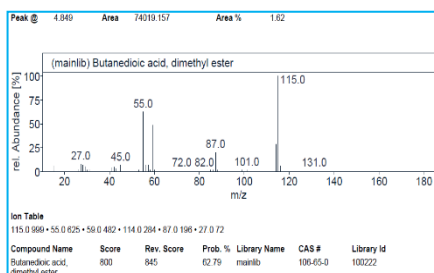 Peak @ 4.849 Area 74019.157 Area % 1.62
(mainlib) Butanedioic acid, dimethyl ester
rel. Abundance [%]
100
75
50
25
0
115.0
55.0
87.0
27.0 45.0 72.0 82.0 101.0 131.0
20 40 60 80 100 120 140 160 180
m/z
Ion Table
115.0 999 • 55.0 625 • 59.0 482 • 114.0 284 • 87.0 196 • 27.0 72
Compound Name Score Rev. Score Prob. % Library Name CAS # Library Id
Butanedioic acid, 800 845 62.79 mainlib 106-65-0 100222
dimethyl ester